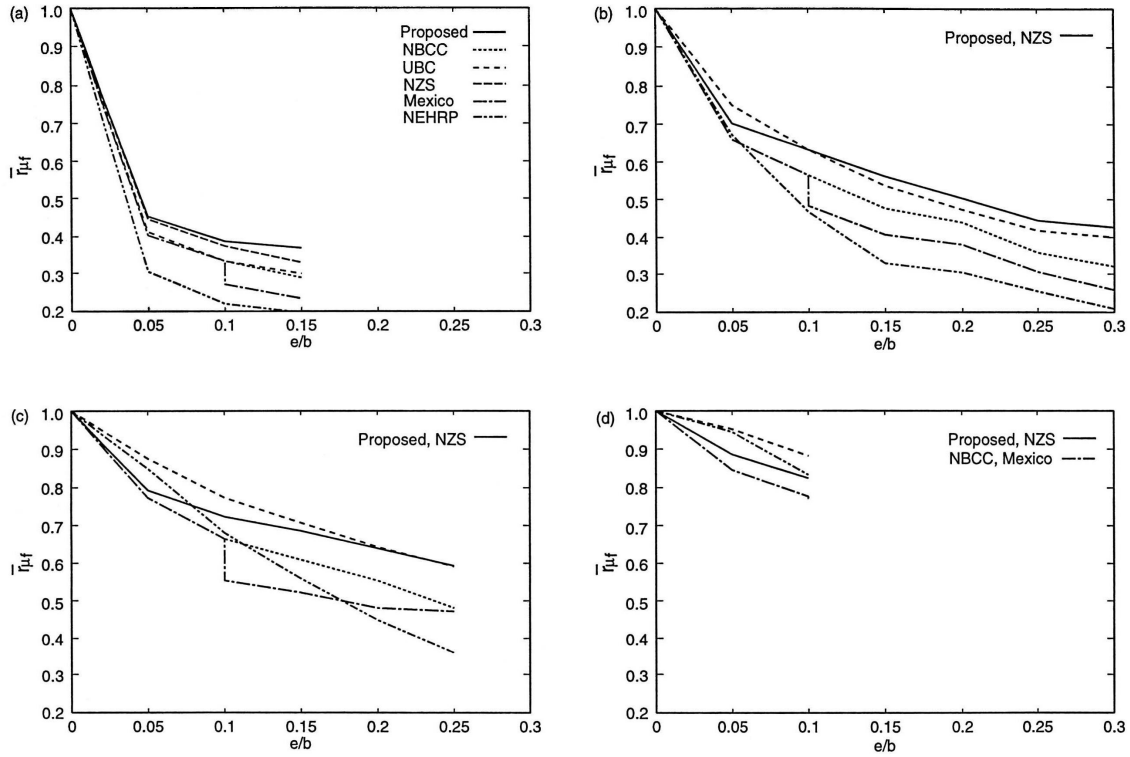 (a)
1.0
0.9
0.8
0.7
0.6
0.5
0.4
0.3
0.2
r̄μf
Proposed
NBCC
UBC
NZS
Mexico
NEHRP
0 0.05 0.1 0.15 0.2 0.25 0.3
e/b
(b)
1.0
0.9
0.8
0.7
0.6
0.5
0.4
0.3
0.2
r̄μf
Proposed, NZS
0 0.05 0.1 0.15 0.2 0.25 0.3
e/b
(c)
1.0
0.9
0.8
0.7
0.6
0.5
0.4
0.3
0.2
r̄μf
Proposed, NZS
0 0.05 0.1 0.15 0.2 0.25 0.3
e/b
(d)
1.0
0.9
0.8
0.7
0.6
0.5
0.4
0.3
0.2
r̄μf
Proposed, NZS
NBCC, Mexico
0 0.05 0.1 0.15 0.2 0.25 0.3
e/b